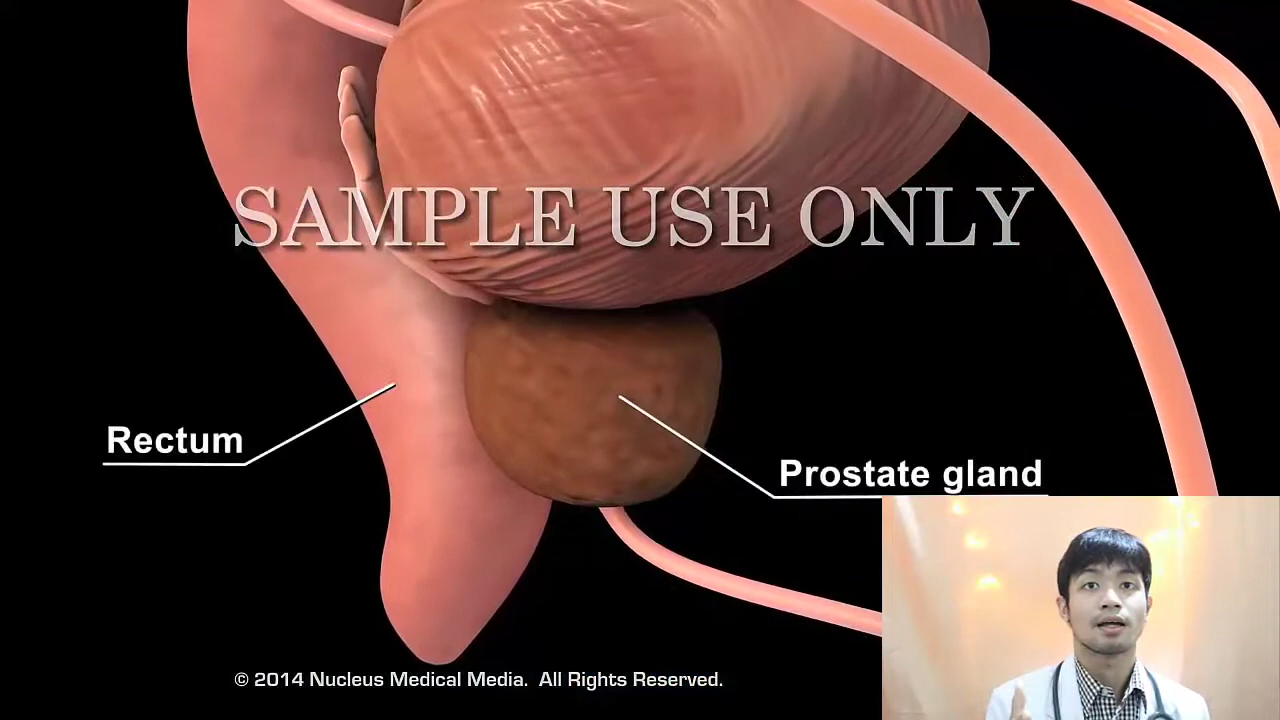 SAMPLE USE ONLY
Rectum
Prostate gland
© 2014 Nucleus Medical Media. All Rights Reserved.